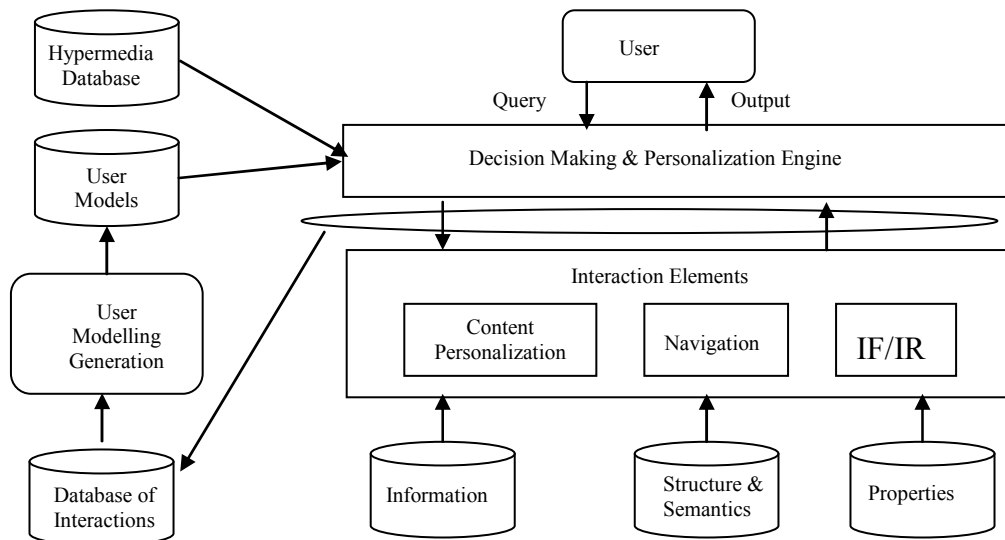 Hypermedia
Database
User
Query
Output
Decision Making & Personalization Engine
User
Models
Interaction Elements
User
Modelling
Generation
Content
Personalization
Navigation
IF/IR
Database of
Interactions
Information
Structure &
Semantics
Properties